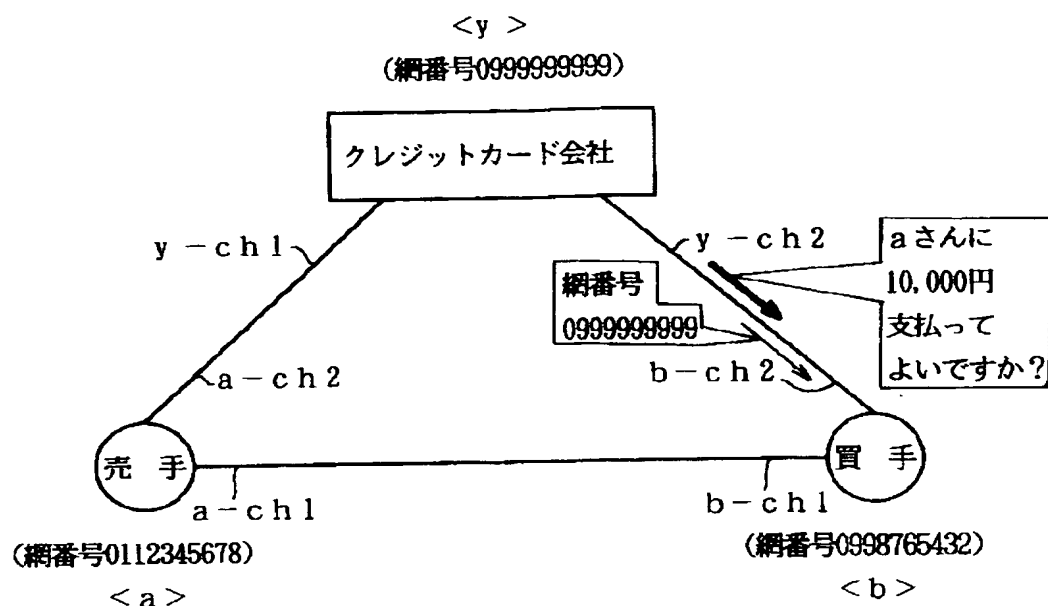 <y>
(網番号0999999999)
クレジットカード会社
y-ch1
y-ch2
aさんに
10,000円
支払って
よいですか?
網番号
0999999999
a-ch2
b-ch2
売手
買手
a-ch1
b-ch1
(網番号0112345678)
(網番号0998765432)
<a>
<b>